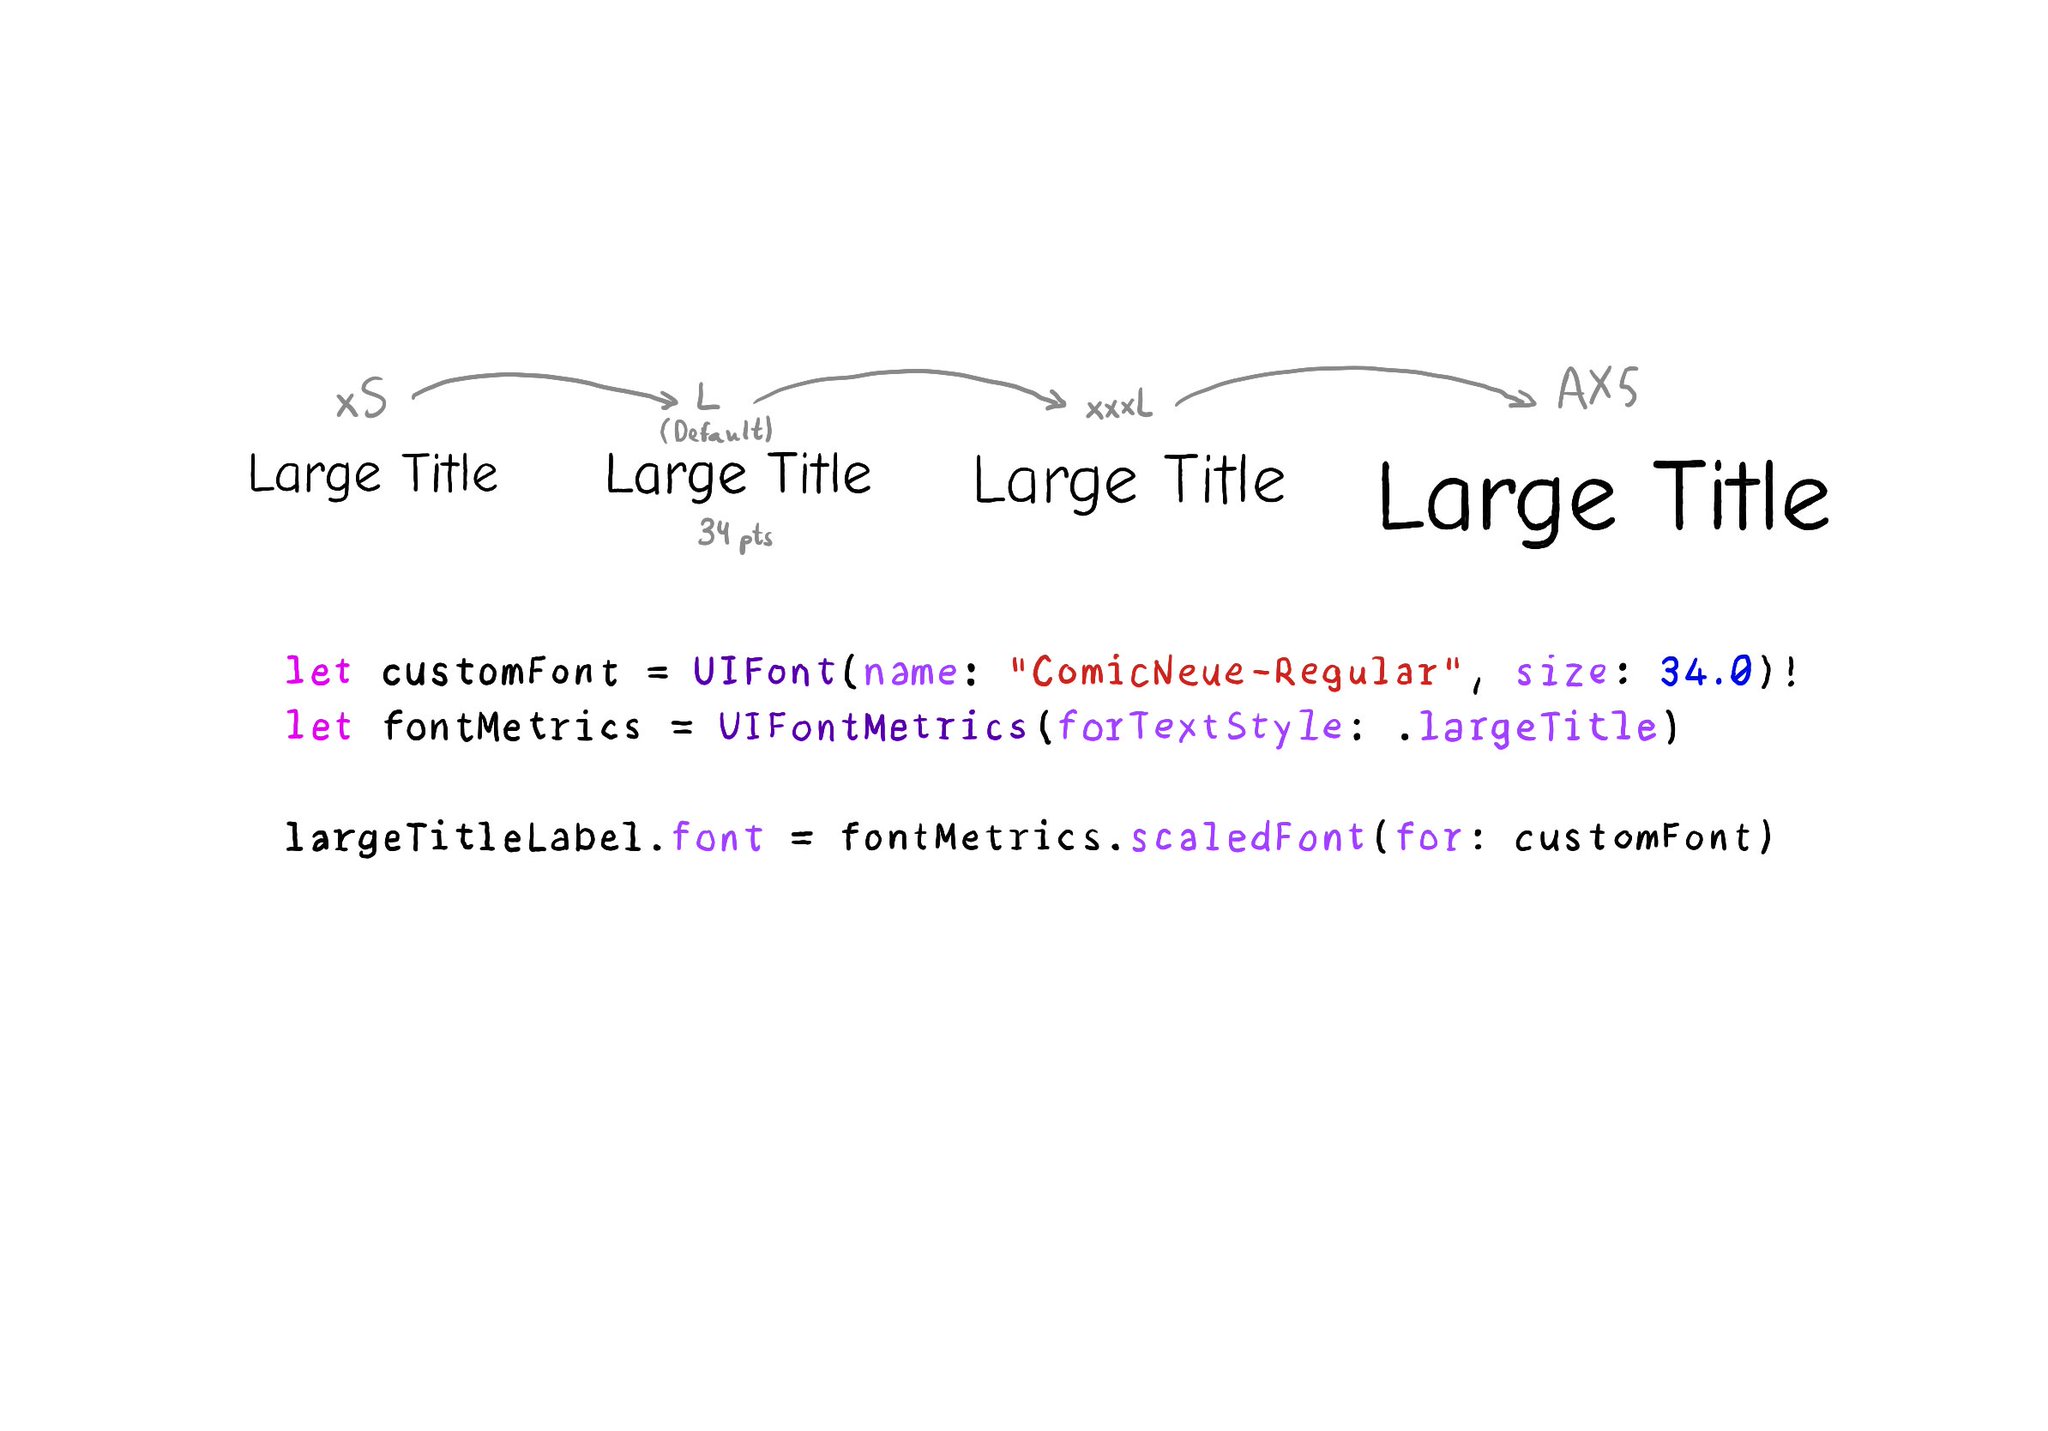 xS L xxxL AX5
(Default)
Large Title Large Title Large Title Large Title
34 pts
let customFont = UIFont(name: "ComicNeue-Regular", size: 34.0)!
let fontMetrics = UIFontMetrics(forTextStyle: .largeTitle)
largeTitleLabel.font = fontMetrics.scaledFont(for: customFont)